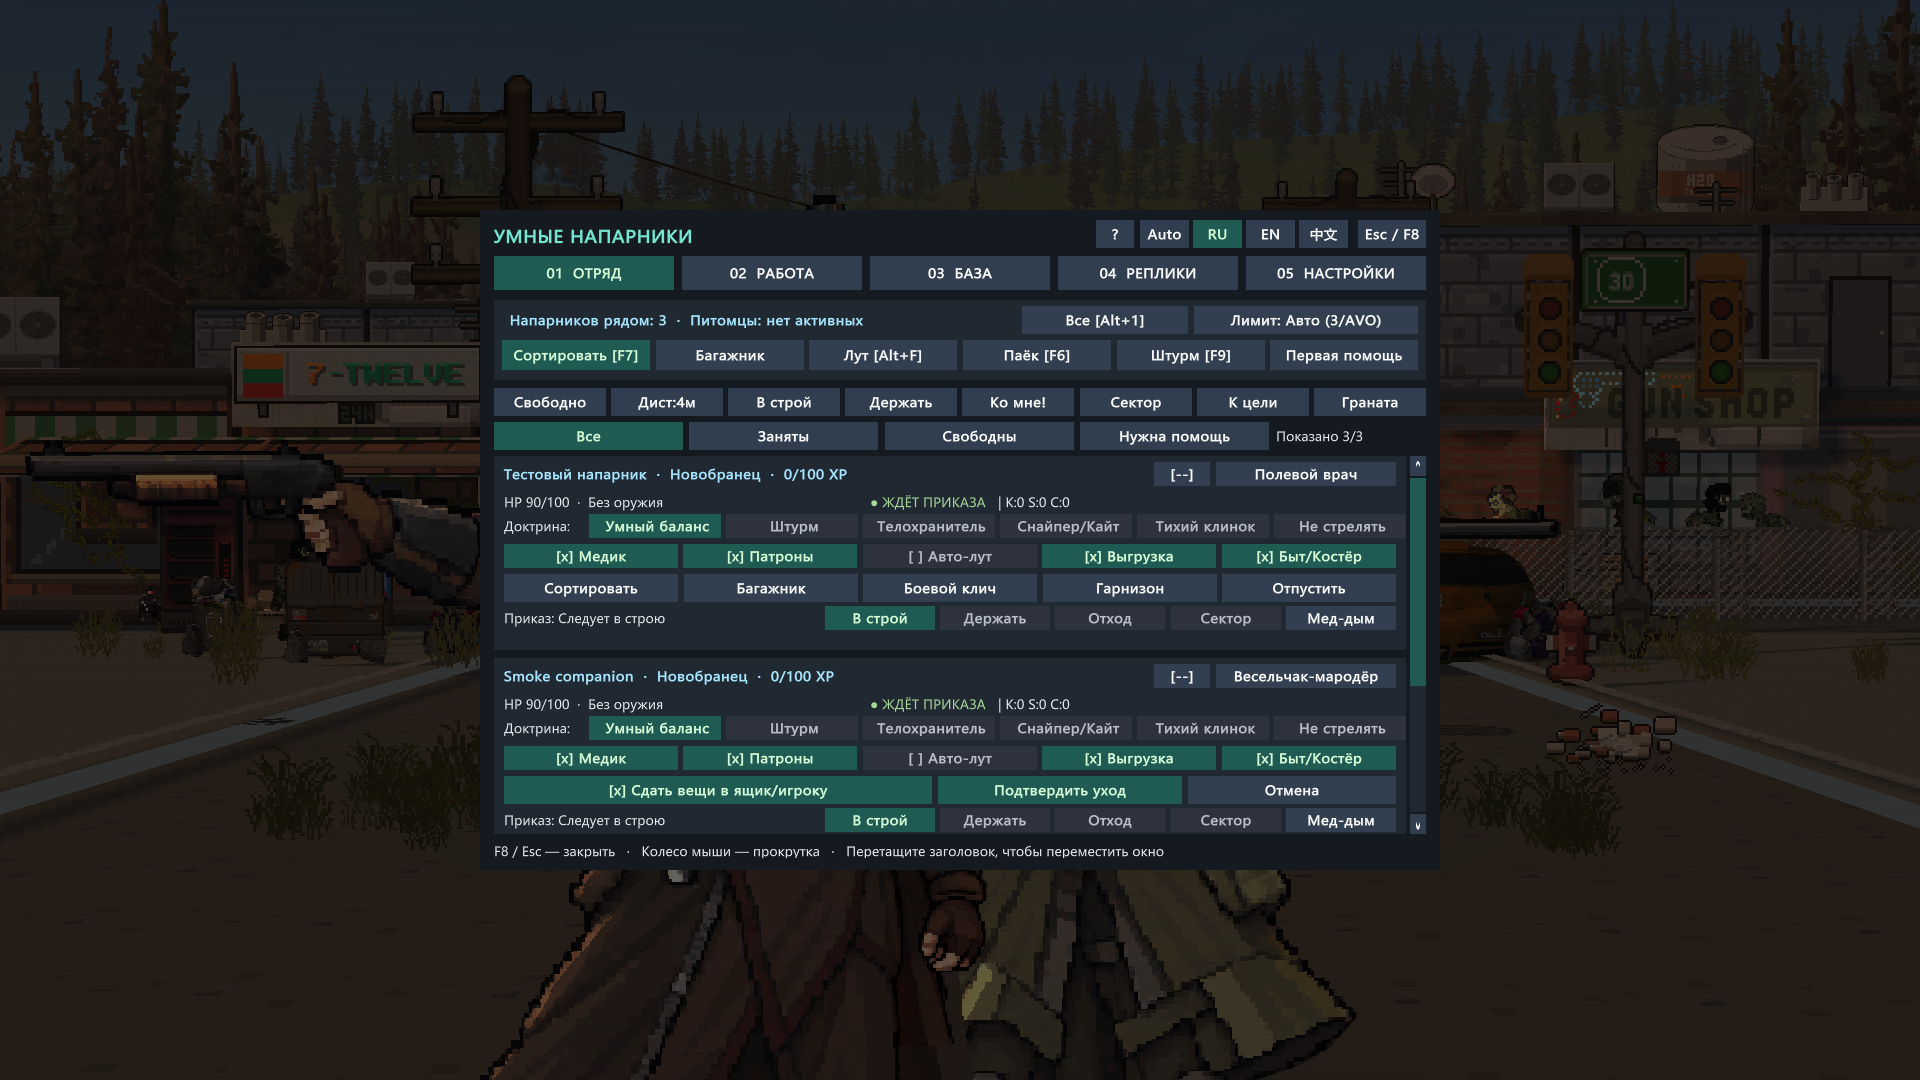 УМНЫЕ НАПАРНИКИ ? Auto RU EN 中文 Esc / F8
01 ОТРЯД 02 РАБОТА 03 БАЗА 04 РЕПЛИКИ 05 НАСТРОЙКИ
Напарников рядом: 3 · Питомцы: нет активных Все [Alt+1] Лимит: Авто (3/AVO)
Сортировать [F7] Багажник Лут [Alt+F] Паёк [F6] Штурм [F9] Первая помощь
Свободно Дист:4м В строй Держать Ко мне! Сектор К цели Граната
Все Заняты Свободны Нужна помощь Показано 3/3
Тестовый напарник · Новобранец · 0/100 XP [--] Полевой врач
HP 90/100 · Без оружия ● ЖДЁТ ПРИКАЗА | K:0 S:0 C:0
Доктрина: Умный баланс Штурм Телохранитель Снайпер/Кайт Тихий клинок Не стрелять
[x] Медик [x] Патроны [ ] Авто-лут [x] Выгрузка [x] Быт/Костёр
Сортировать Багажник Боевой клич Гарнизон Отпустить
Приказ: Следует в строю В строй Держать Отход Сектор Мед-дым
Smoke companion · Новобранец · 0/100 XP [--] Весельчак-мародёр
HP 90/100 · Без оружия ● ЖДЁТ ПРИКАЗА | K:0 S:0 C:0
Доктрина: Умный баланс Штурм Телохранитель Снайпер/Кайт Тихий клинок Не стрелять
[x] Медик [x] Патроны [ ] Авто-лут [x] Выгрузка [x] Быт/Костёр
[x] Сдать вещи в ящик/игроку Подтвердить уход Отмена
Приказ: Следует в строю В строй Держать Отход Сектор Мед-дым
F8 / Esc — закрыть · Колесо мыши — прокрутка · Перетащите заголовок, чтобы переместить окно
7-TWELVE
24H
30
GUN SHOP
H2O